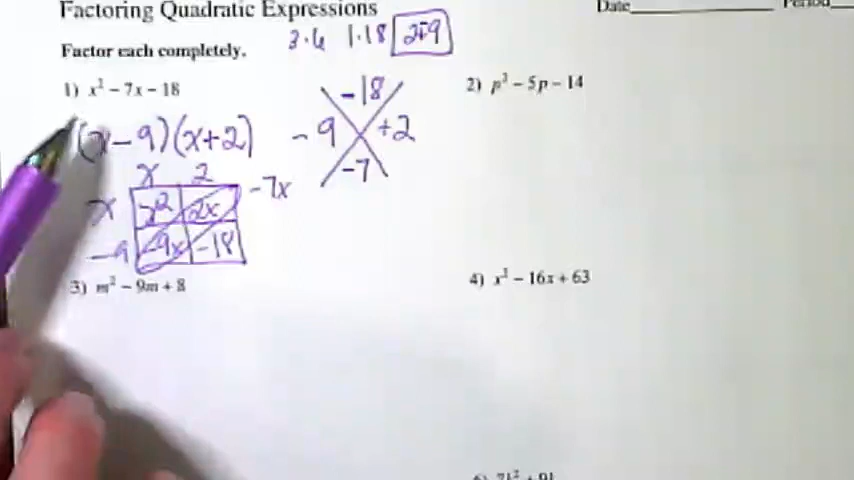 Factoring Quadratic Expressions
Date
Factor each completely.
3·6 1·18 2·9
1) x² - 7x - 18
-18
-9 +2
-7
(x-9)(x+2)
x 2
x x² 2x -7x
-9 -9x -18
2) p² - 5p - 14
3) m² - 9m + 8
4) x² - 16x + 63